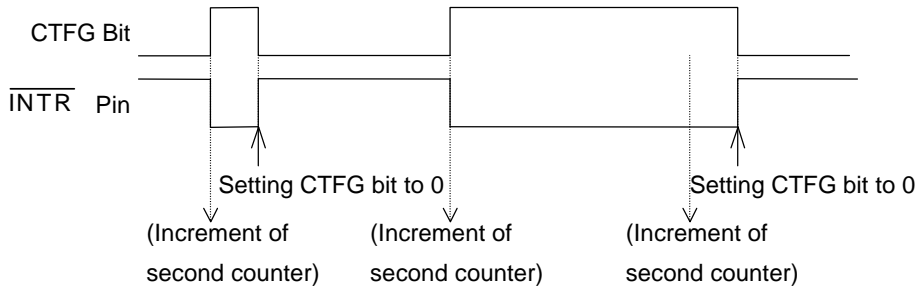 CTFG Bit
INTR Pin
Setting CTFG bit to 0
Setting CTFG bit to 0
(Increment of
second counter)
(Increment of
second counter)
(Increment of
second counter)